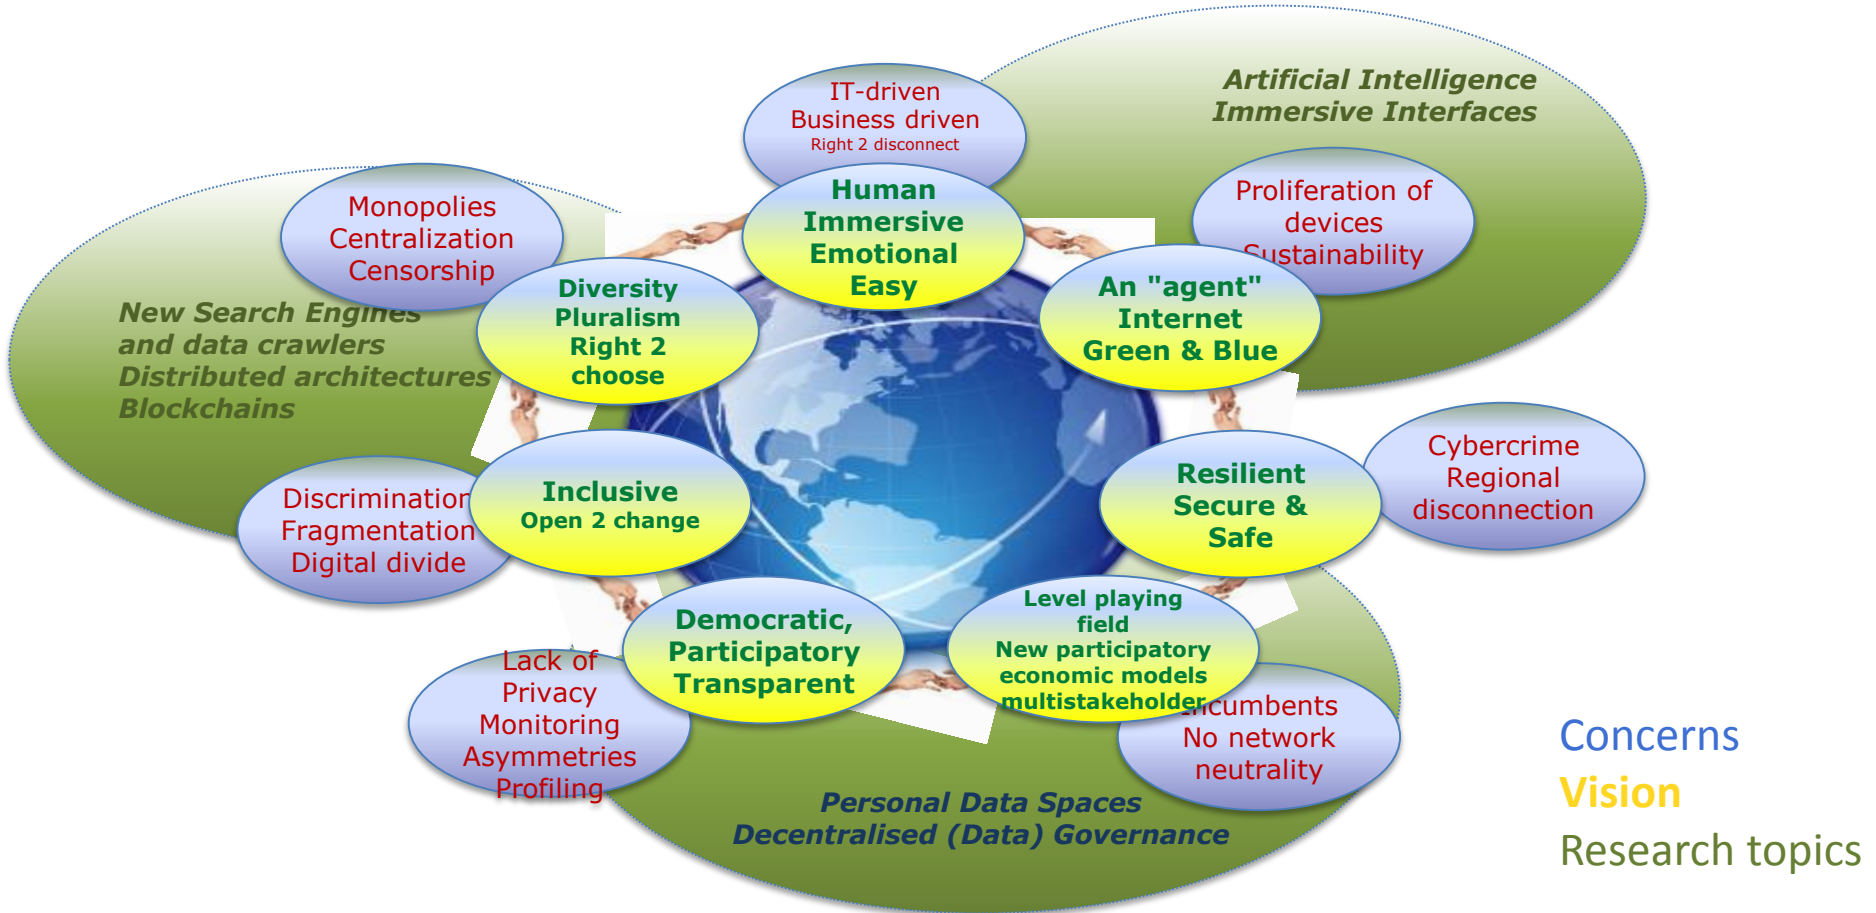 Artificial Intelligence
Immersive Interfaces
IT-driven
Business driven
Right 2 disconnect
Human
Immersive
Emotional
Easy
Proliferation of
devices
Sustainability
An "agent"
Internet
Green & Blue
Monopolies
Centralization
Censorship
Diversity
Pluralism
Right 2
choose
New Search Engines
and data crawlers
Distributed architectures
Blockchains
Cybercrime
Regional
disconnection
Resilient
Secure &
Safe
Inclusive
Open 2 change
Discrimination
Fragmentation
Digital divide
Democratic,
Participatory
Transparent
Level playing
field
New participatory
economic models
multistakeholder
Lack of
Privacy
Monitoring
Asymmetries
Profiling
Incumbents
No network
neutrality
Personal Data Spaces
Decentralised (Data) Governance
Concerns
Vision
Research topics